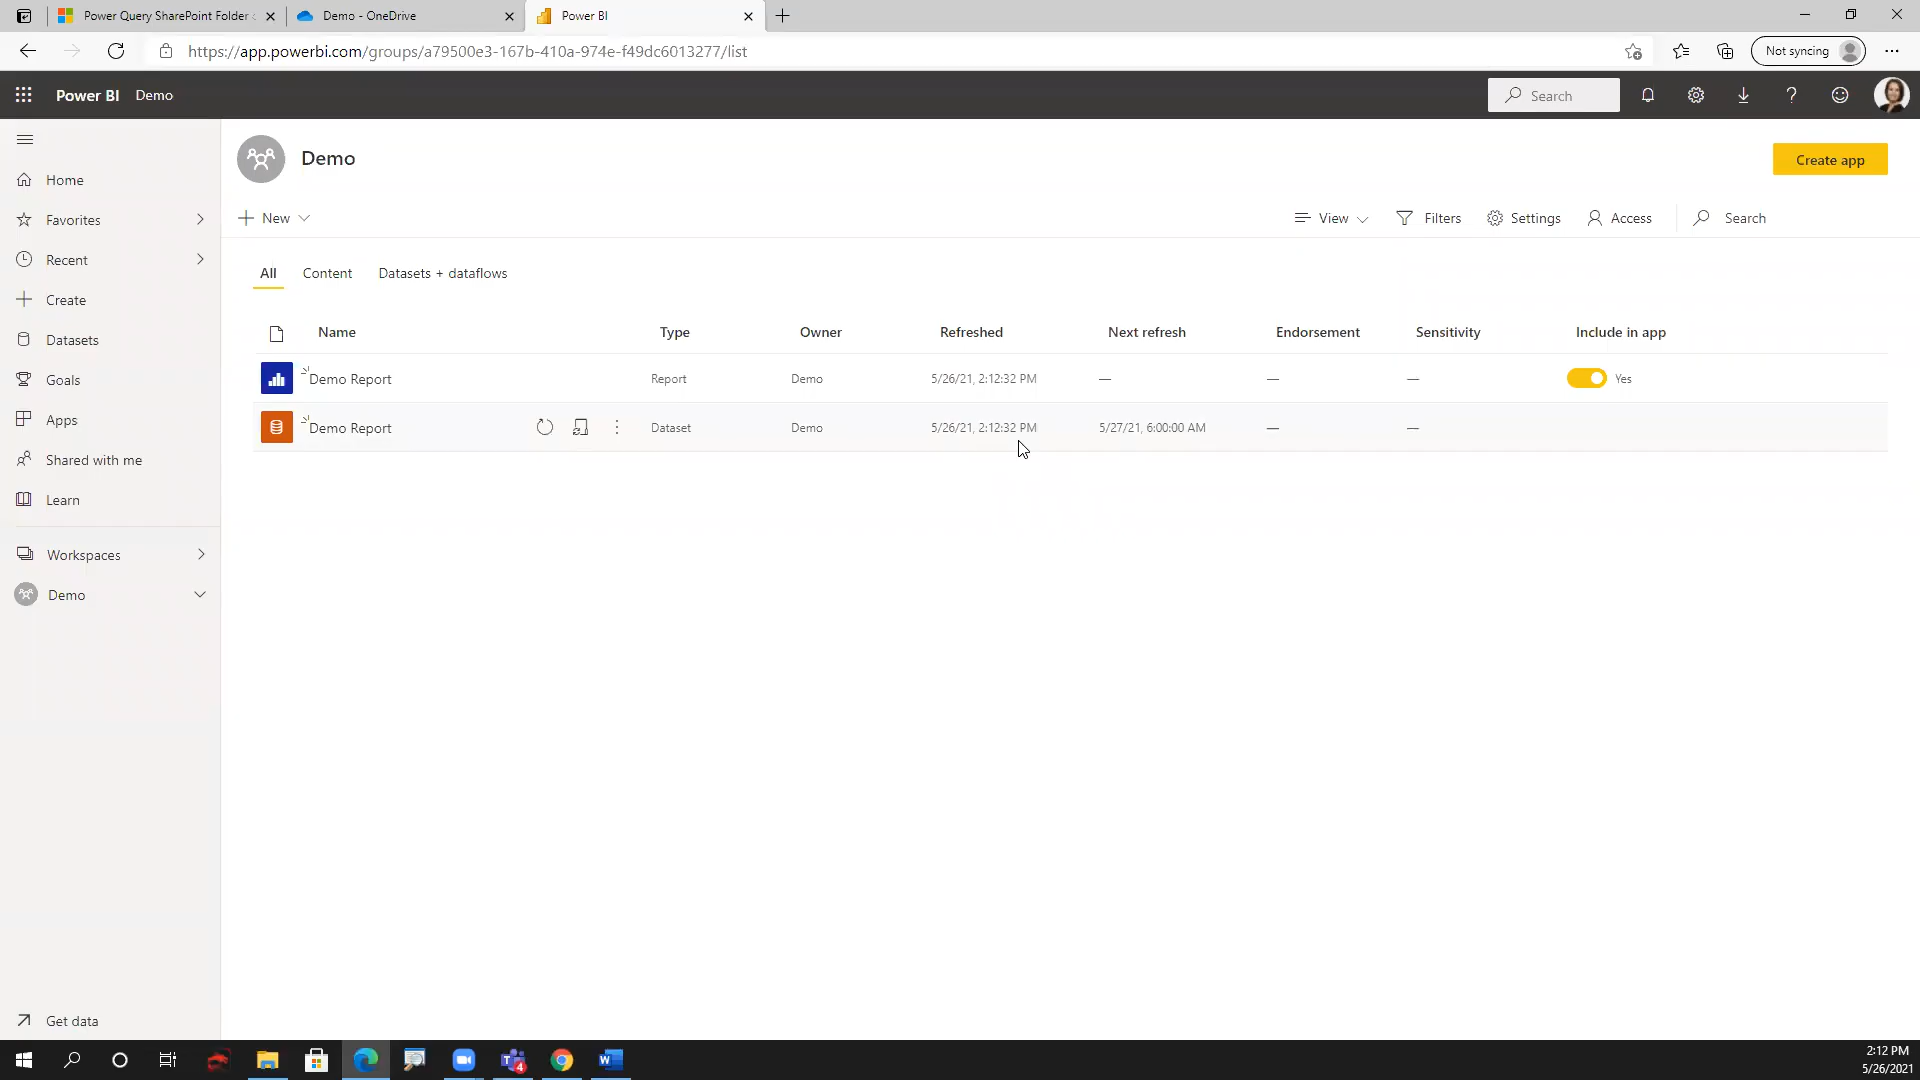 Power Query SharePoint Folder
Demo - OneDrive
Power BI
https://app.powerbi.com/groups/a79500e3-167b-410a-974e-f49dc6013277/list
Not syncing
Power BI Demo
Search
Demo
Create app
Home
Favorites
Recent
Create
Datasets
Goals
Apps
Shared with me
Learn
Workspaces
Demo
Get data
New
View
Filters
Settings
Access
Search
All Content Datasets + dataflows
Name Type Owner Refreshed Next refresh Endorsement Sensitivity Include in app
Demo Report Report Demo 5/26/21, 2:12:32 PM — — — Yes
Demo Report Dataset Demo 5/26/21, 2:12:32 PM 5/27/21, 6:00:00 AM — —
4
2:12 PM
5/26/2021